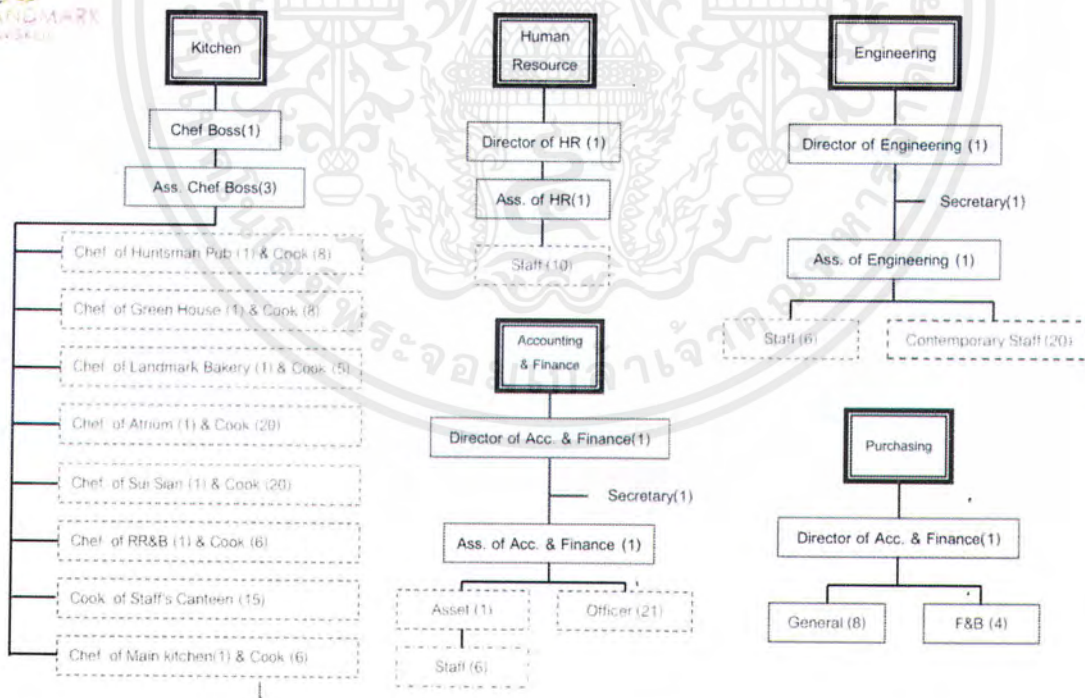 LANDMARK
Kitchen
Chef Boss(1)
Ass. Chef Boss(3)
Chef of Huntsman Pub (1) & Cook (8)
Chef of Green House (1) & Cook (8)
Chef of Landmark Bakery (1) & Cook (5)
Chef of Atrium (1) & Cook (20)
Chef of Sui Sian (1) & Cook (20)
Chef of RR&B (1) & Cook (6)
Cook of Staff's Canteen (15)
Chef of Main kitchen(1) & Cook (6)
Human
Resource
Director of HR (1)
Ass. of HR(1)
Staff (10)
Accounting
& Finance
Director of Acc. & Finance(1)
Secretary(1)
Ass. of Acc. & Finance (1)
Asset (1)
Officer (21)
Staff (6)
Engineering
Director of Engineering (1)
Secretary(1)
Ass. of Engineering (1)
Staff (6)
Contemporary Staff (20)
Purchasing
Director of Acc. & Finance(1)
General (8)
F&B (4)